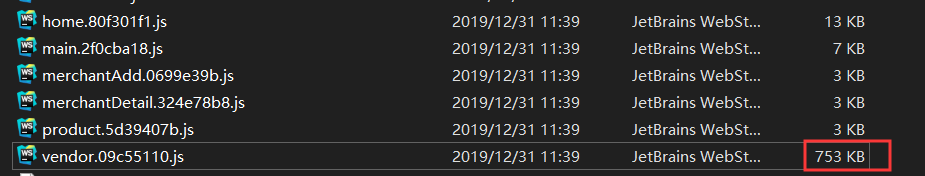 home.80f301f1.js 2019/12/31 11:39 JetBrains WebSt... 13 KB
main.2f0cba18.js 2019/12/31 11:39 JetBrains WebSt... 7 KB
merchantAdd.0699e39b.js 2019/12/31 11:39 JetBrains WebSt... 3 KB
merchantDetail.324e78b8.js 2019/12/31 11:39 JetBrains WebSt... 3 KB
product.5d39407b.js 2019/12/31 11:39 JetBrains WebSt... 3 KB
vendor.09c55110.js 2019/12/31 11:39 JetBrains WebSt... 753 KB